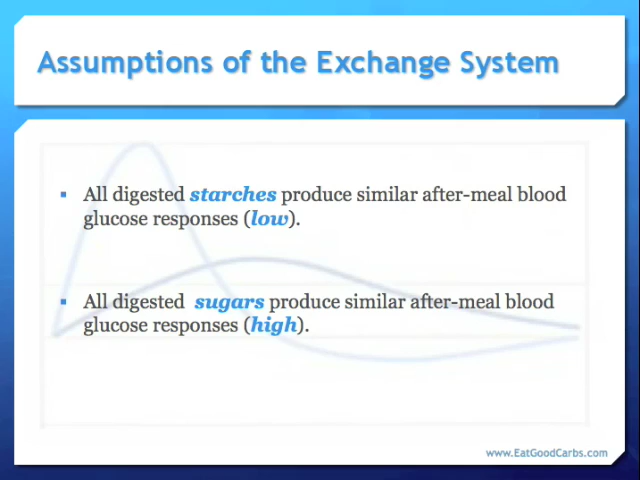 Assumptions of the Exchange System
▪ All digested starches produce similar after-meal blood
glucose responses (low).
▪ All digested sugars produce similar after-meal blood
glucose responses (high).
www.EatGoodCarbs.com